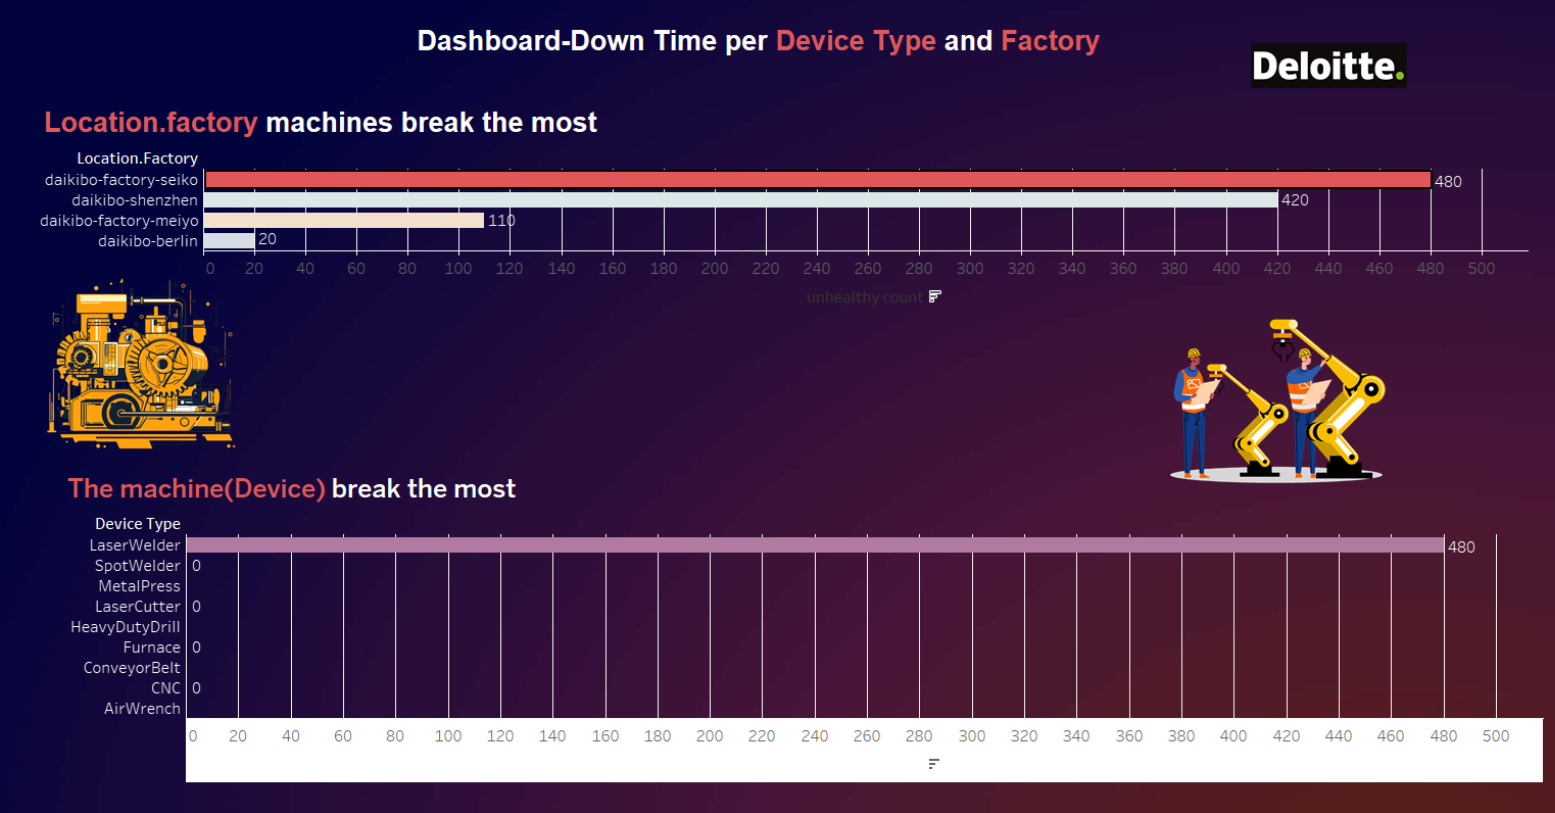 Dashboard-Down Time per Device Type and Factory
Deloitte.
Location.factory machines break the most
Location.Factory
daikibo-factory-seiko 480
daikibo-shenzhen 420
daikibo-factory-meiyo 110
daikibo-berlin 20
0 20 40 60 80 100 120 140 160 180 200 220 240 260 280 300 320 340 360 380 400 420 440 460 480 500
unhealthy count
The machine(Device) break the most
Device Type
LaserWelder 480
SpotWelder 0
MetalPress
LaserCutter 0
HeavyDutyDrill
Furnace 0
ConveyorBelt
CNC 0
AirWrench
0 20 40 60 80 100 120 140 160 180 200 220 240 260 280 300 320 340 360 380 400 420 440 460 480 500